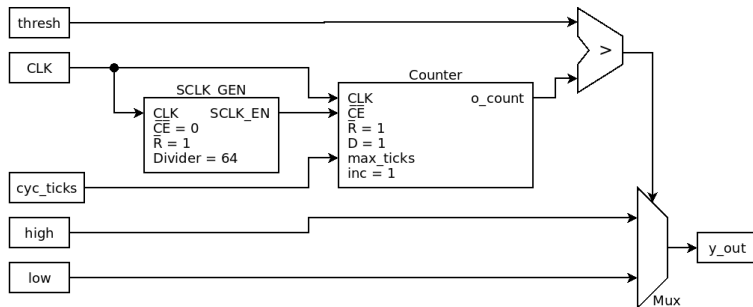 thresh
CLK
>
SCLK_GEN
CLK SCLK_EN
CE = 0
R = 1
Divider = 64
Counter
CLK o_count
CE
R = 1
D = 1
max_ticks
inc = 1
cyc_ticks
high
low
y_out
Mux